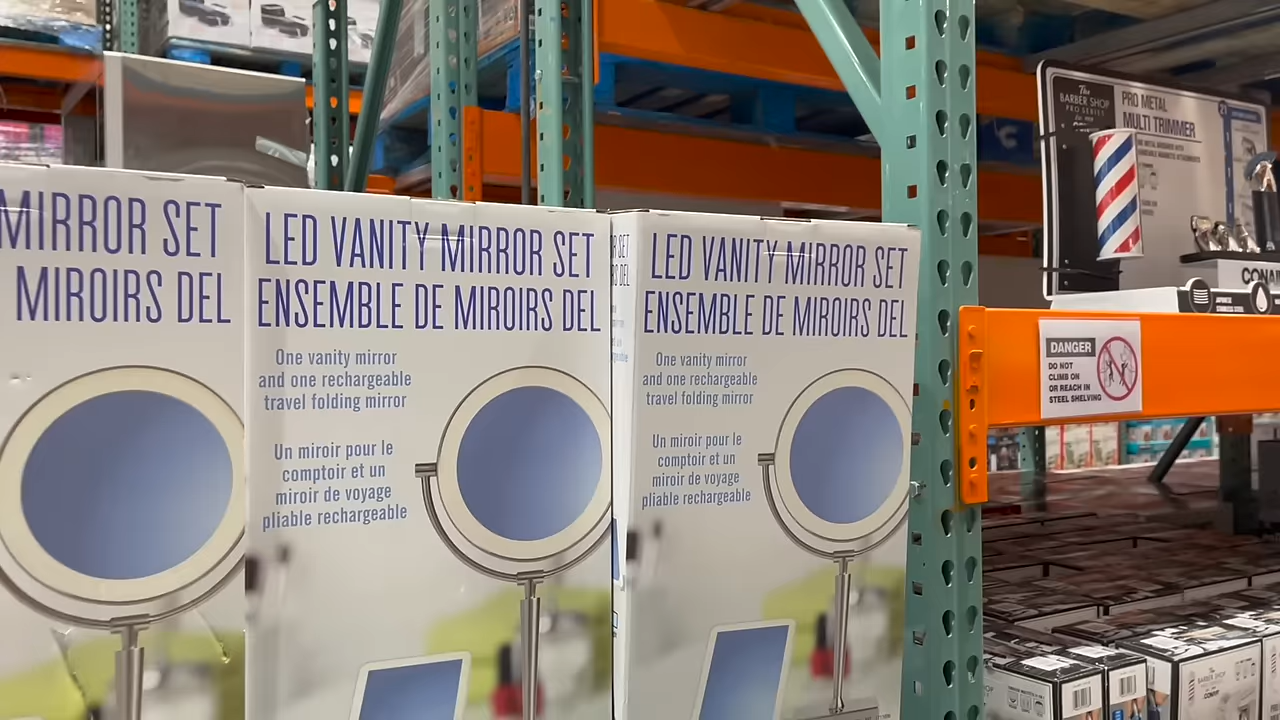 MIRROR SET
MIROIRS DEL
LED VANITY MIRROR SET
ENSEMBLE DE MIROIRS DEL
One vanity mirror
and one rechargeable
travel folding mirror
Un miroir pour le
comptoir et un
miroir de voyage
pliable rechargeable
LED VANITY MIRROR SET
ENSEMBLE DE MIROIRS DEL
One vanity mirror
and one rechargeable
travel folding mirror
Un miroir pour le
comptoir et un
miroir de voyage
pliable rechargeable
The
BARBER SHOP
PRO SERIES
PRO METAL
MULTI TRIMMER
CONAI
DANGER
DO NOT
CLIMB ON
OR REACH IN
STEEL SHELVING